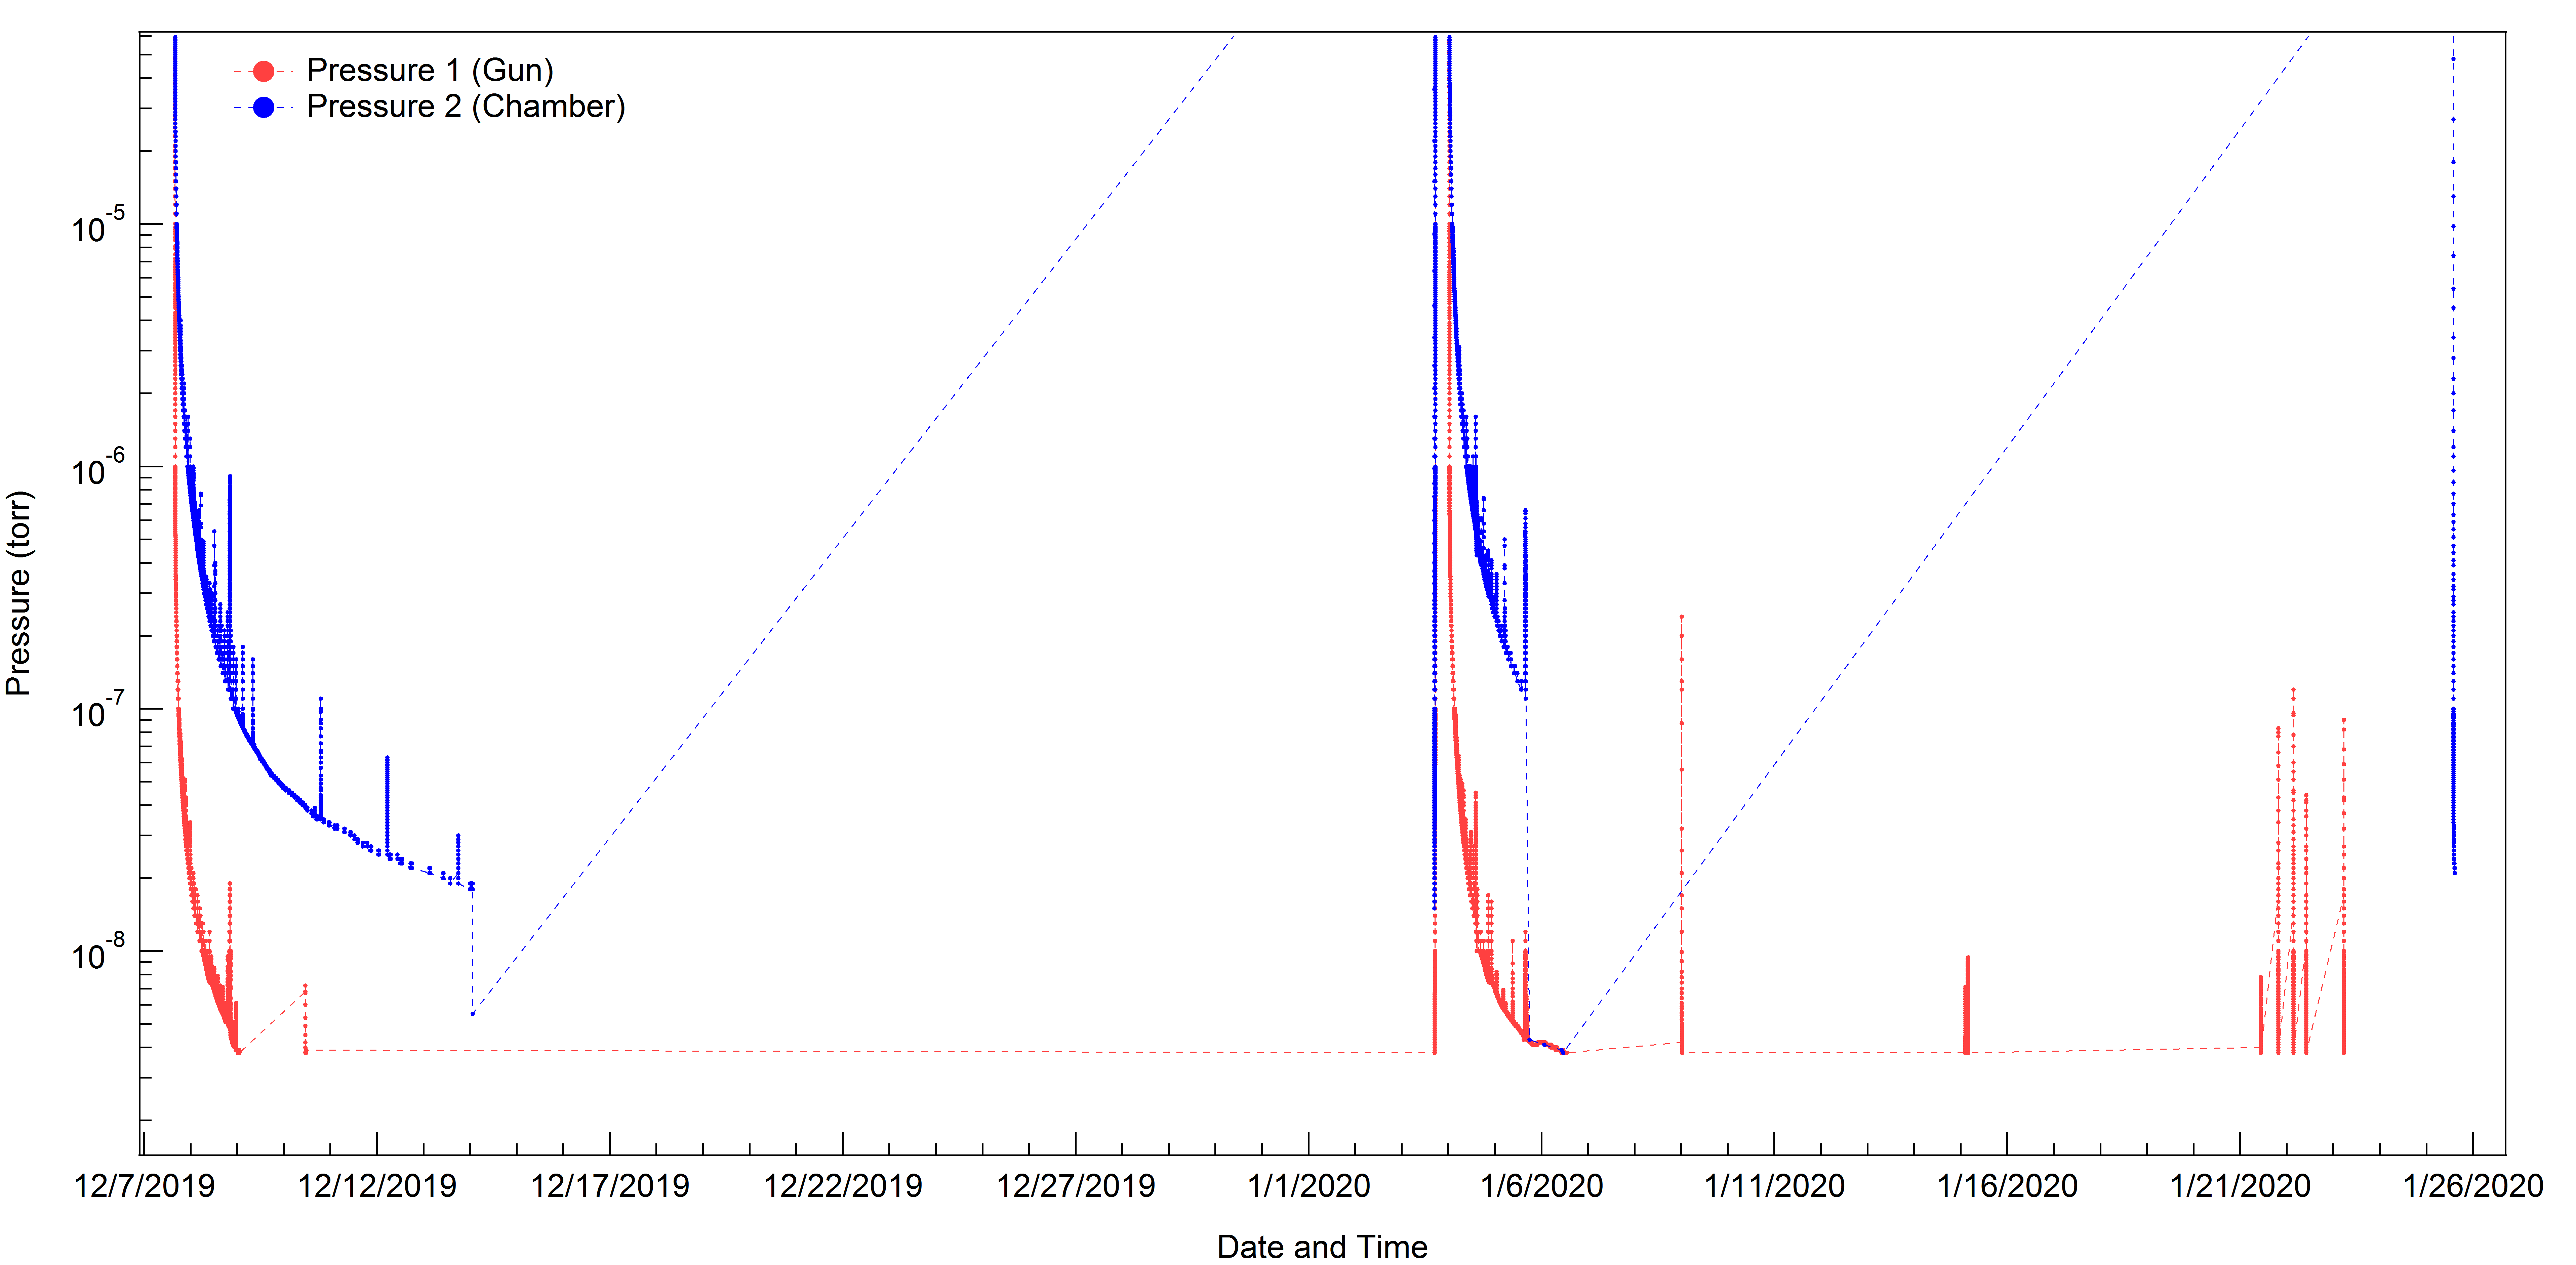 Pressure 1 (Gun)
Pressure 2 (Chamber)
Pressure (torr)
10-5
10-6
10-7
10-8
12/7/2019 12/12/2019 12/17/2019 12/22/2019 12/27/2019 1/1/2020 1/6/2020 1/11/2020 1/16/2020 1/21/2020 1/26/2020
Date and Time